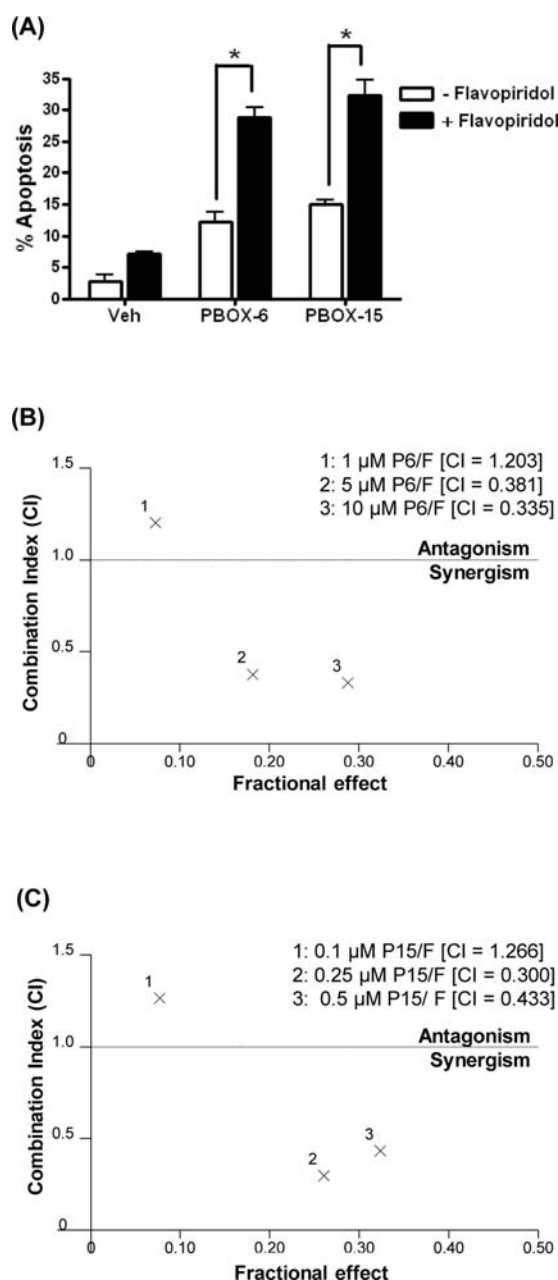 (A)
* *
% Apoptosis
35
30
25
20
15
10
5
0
Veh PBOX-6 PBOX-15
- Flavopiridol
+ Flavopiridol
(B)
Combination Index (CI)
1.5
1.0
0.5
0
1: 1 µM P6/F [CI = 1.203]
2: 5 µM P6/F [CI = 0.381]
3: 10 µM P6/F [CI = 0.335]
Antagonism
Synergism
1
2
3
0 0.10 0.20 0.30 0.40 0.50
Fractional effect
(C)
Combination Index (CI)
1.5
1.0
0.5
0
1: 0.1 µM P15/F [CI = 1.266]
2: 0.25 µM P15/F [CI = 0.300]
3: 0.5 µM P15/ F [CI = 0.433]
Antagonism
Synergism
1
2
3
0 0.10 0.20 0.30 0.40 0.50
Fractional effect